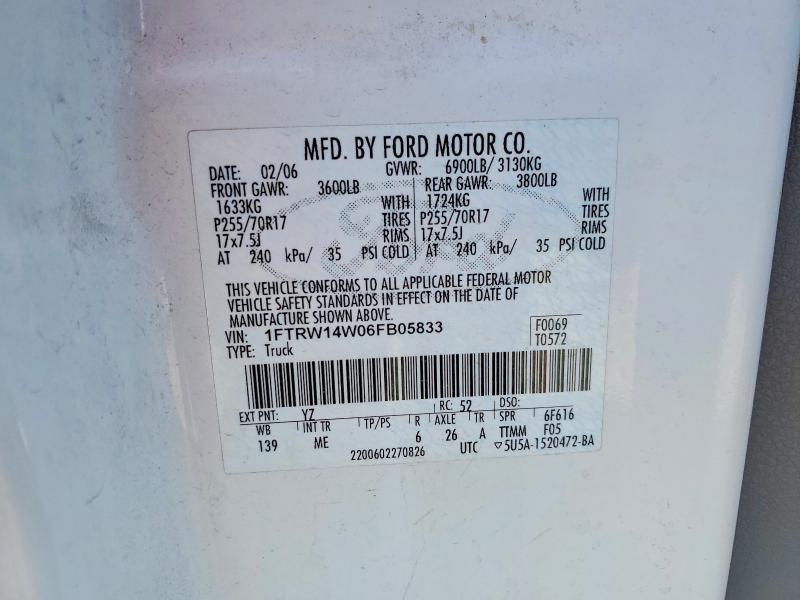 MFD. BY FORD MOTOR CO.
DATE: 02/06 GVWR: 6900LB/ 3130KG
FRONT GAWR: 3600LB REAR GAWR: 3800LB
1633KG WITH 1724KG WITH
P255/70R17 TIRES P255/70R17 TIRES
17x7.5J RIMS 17x7.5J RIMS
AT 240 kPa/ 35 PSI COLD AT 240 kPa/ 35 PSI COLD
THIS VEHICLE CONFORMS TO ALL APPLICABLE FEDERAL MOTOR
VEHICLE SAFETY STANDARDS IN EFFECT ON THE DATE OF
MANUFACTURE SHOWN ABOVE.
VIN: 1FTRW14W06FB05833 F0069
TYPE: Truck T0572
EXT PNT: YZ RC: 52 DSO:
WB INT TR TP/PS R AXLE TR SPR 6F616
139 ME 6 26 A TTMM F05
2200602270826 UTC ▽5U5A-1520472-BA